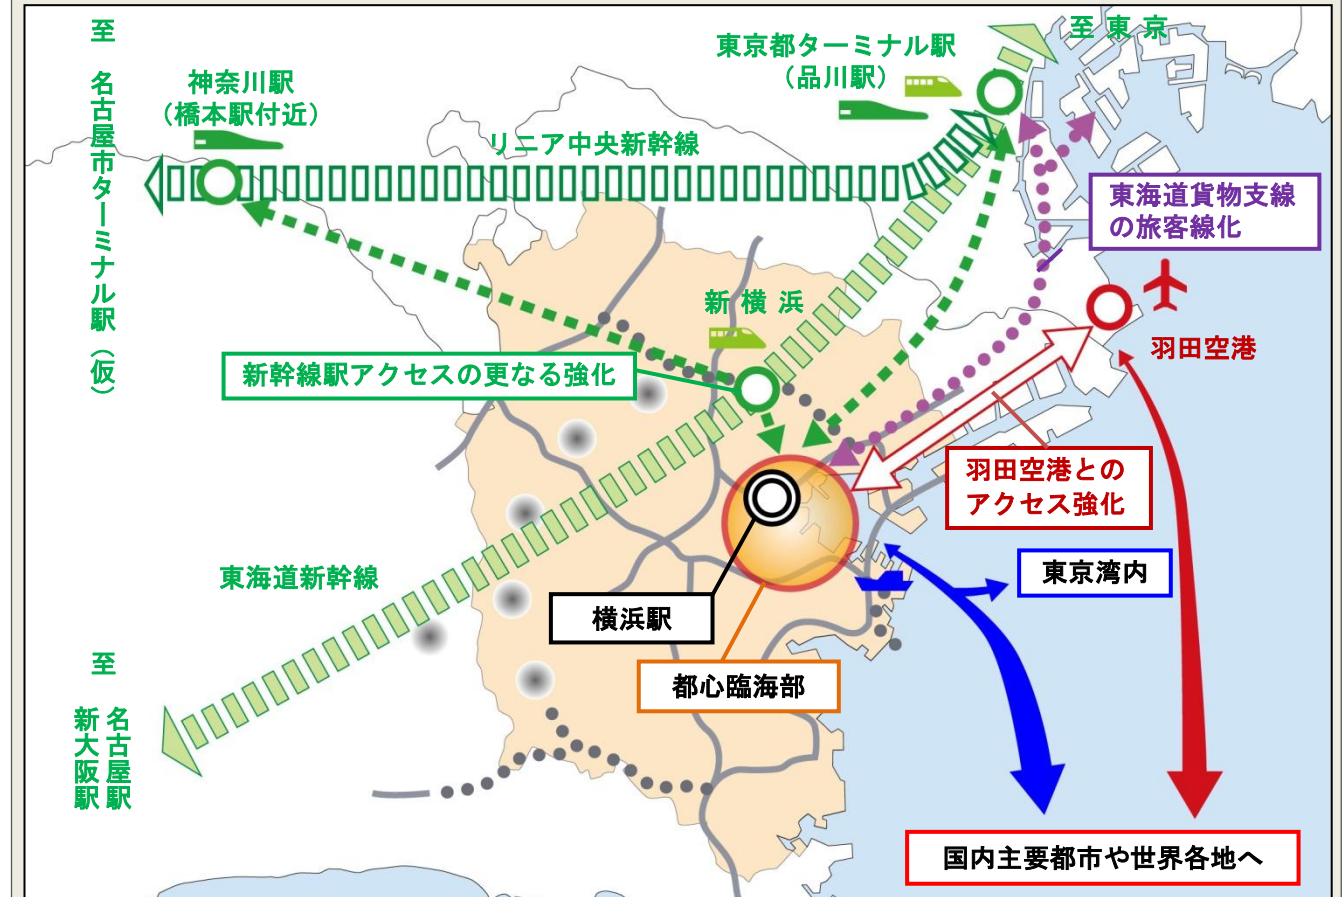 至 東 京
至 名古屋市ターミナル駅（仮）
東京都ターミナル駅
（品川駅）
神奈川駅
（橋本駅付近）
リニア中央新幹線
東海道貨物支線
の旅客線化
新 横 浜
羽田空港
新幹線駅アクセスの更なる強化
羽田空港との
アクセス強化
東京湾内
東海道新幹線
横浜駅
都心臨海部
至 名古屋駅
新大阪駅
国内主要都市や世界各地へ